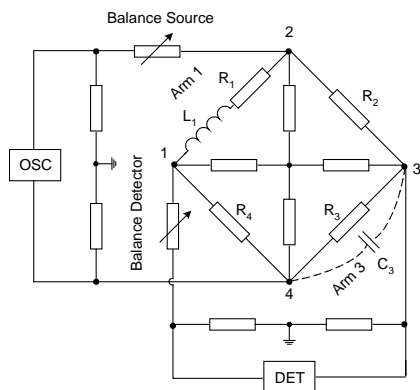 Balance Source
2
Arm 1
R1
L1
R2
OSC
1
3
Balance Detector
R4
R3
C3
Arm 3
4
DET